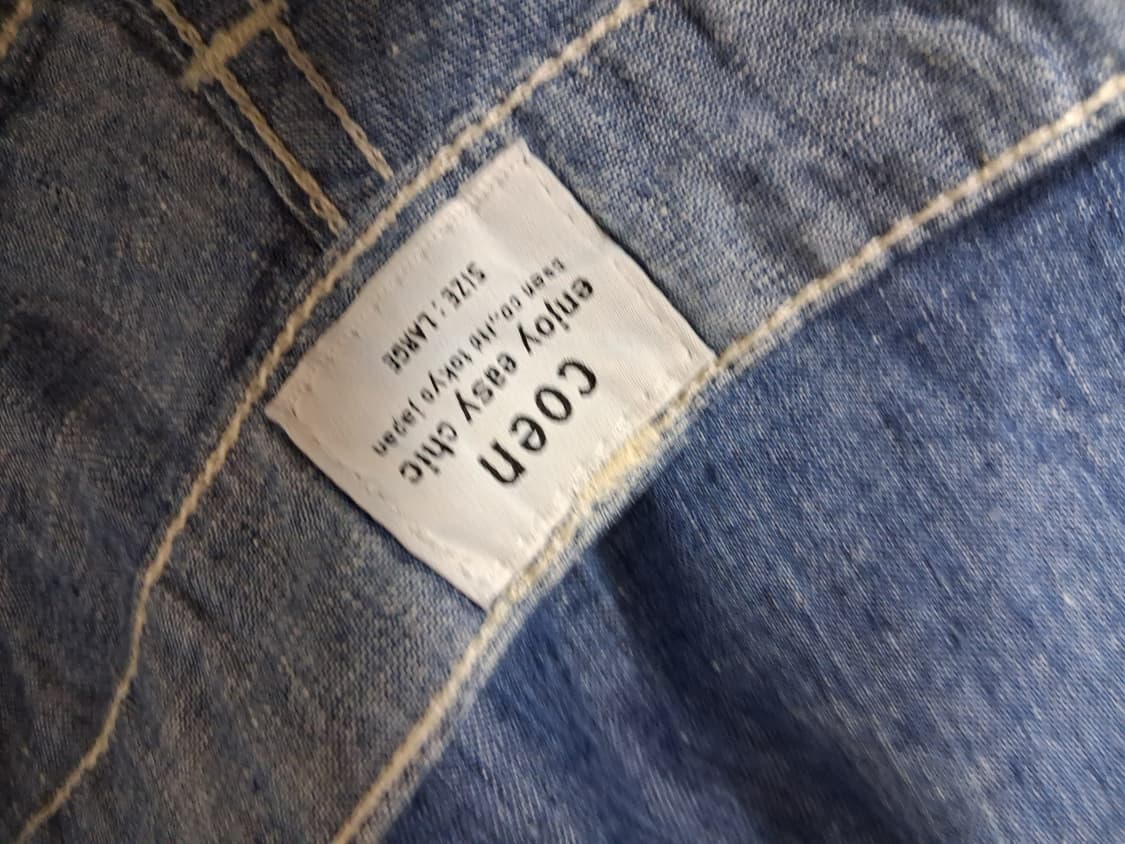 coen
enjoy easy chic
coen co.,ltd tokyo japan
SIZE : LARGE